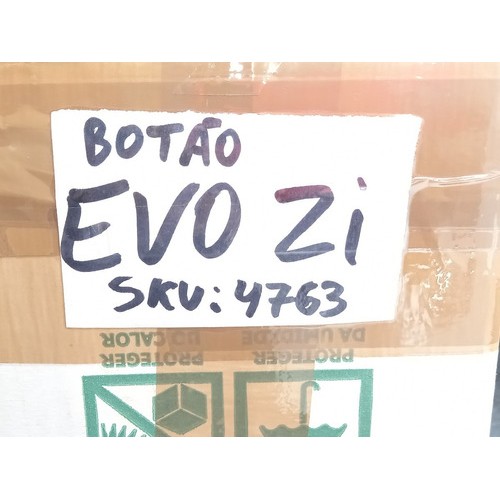 BOTÃO
EVO Zi
SKU: 4763
PROTEGER
DO CALOR
PROTEGER
DA UMIDADE